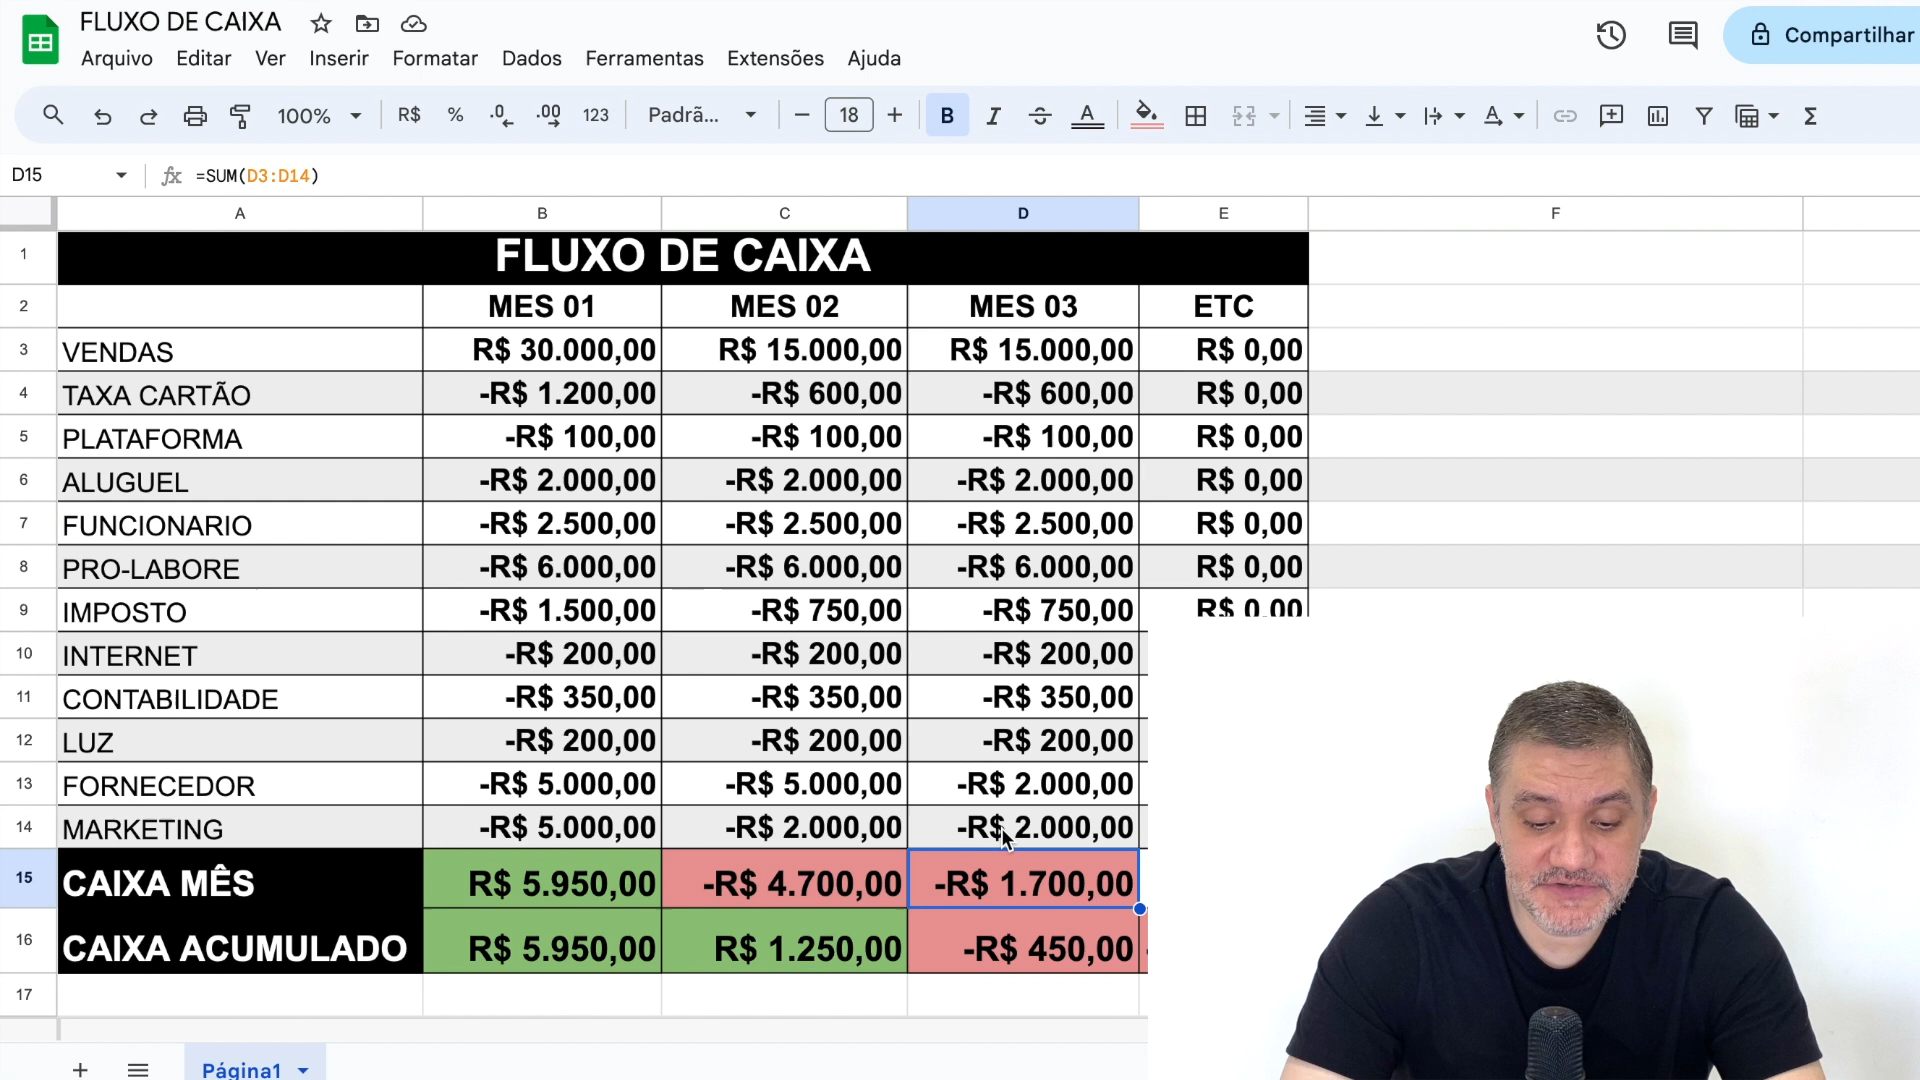 FLUXO DE CAIXA
Compartilhar
Arquivo Editar Ver Inserir Formatar Dados Ferramentas Extensões Ajuda
100% R$ % .0 .00 123 Padrã... − 18 + B I S A A Σ
D15 fx =SUM(D3:D14)
A B C D E F
1 FLUXO DE CAIXA
2 MES 01 MES 02 MES 03 ETC
3 VENDAS R$ 30.000,00 R$ 15.000,00 R$ 15.000,00 R$ 0,00
4 TAXA CARTÃO -R$ 1.200,00 -R$ 600,00 -R$ 600,00 R$ 0,00
5 PLATAFORMA -R$ 100,00 -R$ 100,00 -R$ 100,00 R$ 0,00
6 ALUGUEL -R$ 2.000,00 -R$ 2.000,00 -R$ 2.000,00 R$ 0,00
7 FUNCIONARIO -R$ 2.500,00 -R$ 2.500,00 -R$ 2.500,00 R$ 0,00
8 PRO-LABORE -R$ 6.000,00 -R$ 6.000,00 -R$ 6.000,00 R$ 0,00
9 IMPOSTO -R$ 1.500,00 -R$ 750,00 -R$ 750,00 R$ 0,00
10 INTERNET -R$ 200,00 -R$ 200,00 -R$ 200,00
11 CONTABILIDADE -R$ 350,00 -R$ 350,00 -R$ 350,00
12 LUZ -R$ 200,00 -R$ 200,00 -R$ 200,00
13 FORNECEDOR -R$ 5.000,00 -R$ 5.000,00 -R$ 2.000,00
14 MARKETING -R$ 5.000,00 -R$ 2.000,00 -R$ 2.000,00
15 CAIXA MÊS R$ 5.950,00 -R$ 4.700,00 -R$ 1.700,00
16 CAIXA ACUMULADO R$ 5.950,00 R$ 1.250,00 -R$ 450,00
17
Página1